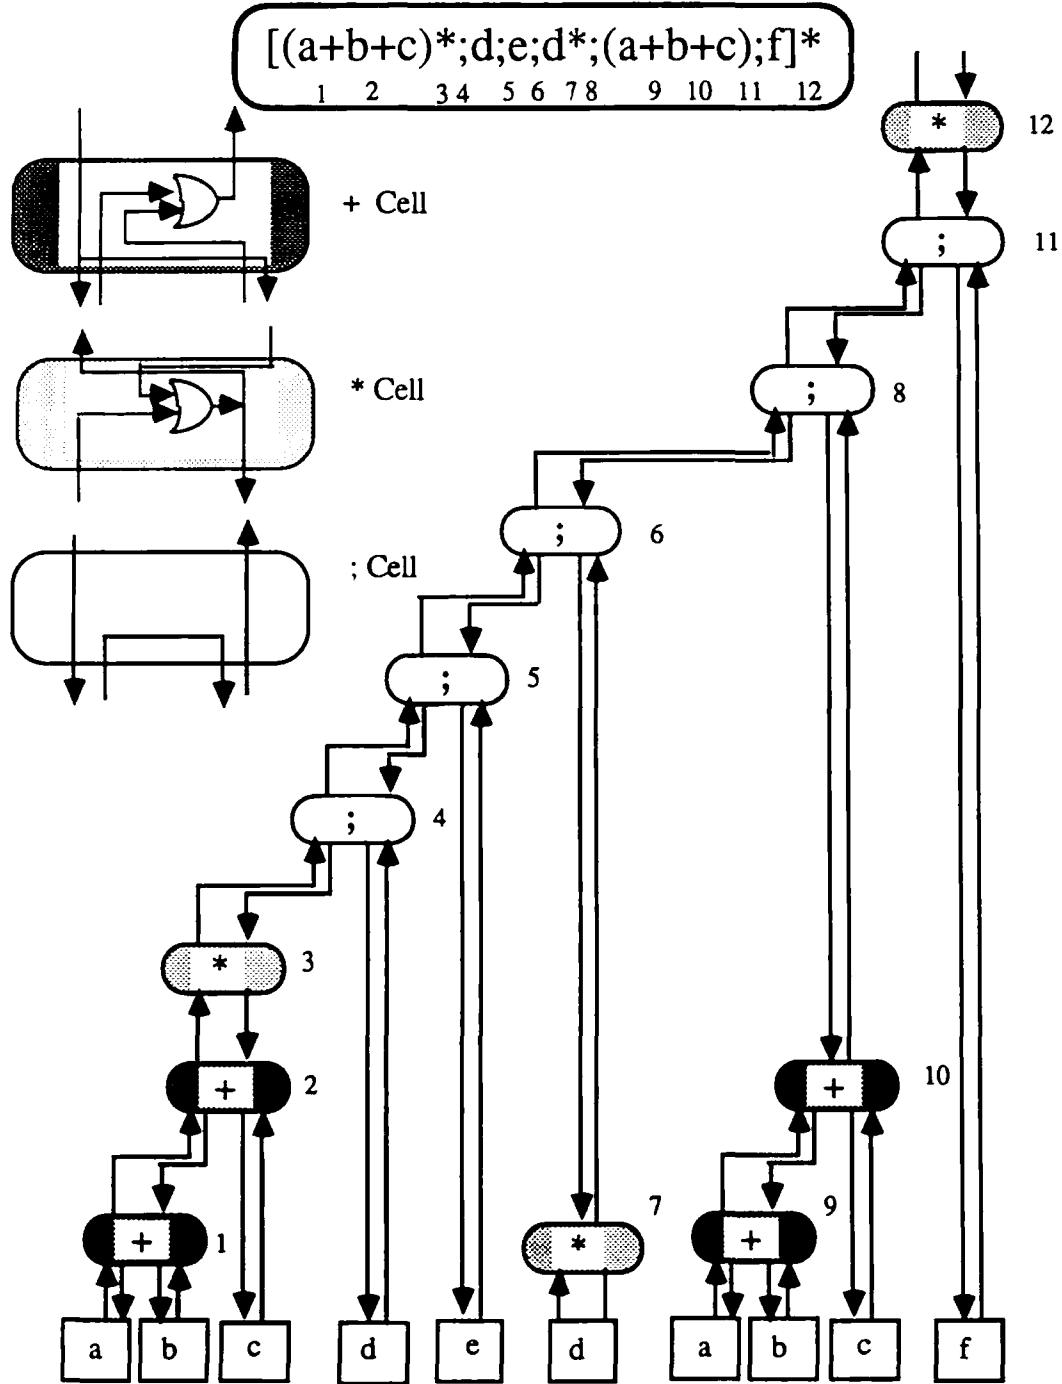 [(a+b+c)*;d;e;d*;(a+b+c);f]*
1 2 3 4 5 6 7 8 9 10 11 12
* 12
+ Cell
; 11
* Cell
; 8
; 6
; Cell
; 5
; 4
* 3
+ 2
+ 10
+ 1
* 7
+ 9
a b c d e d a b c f